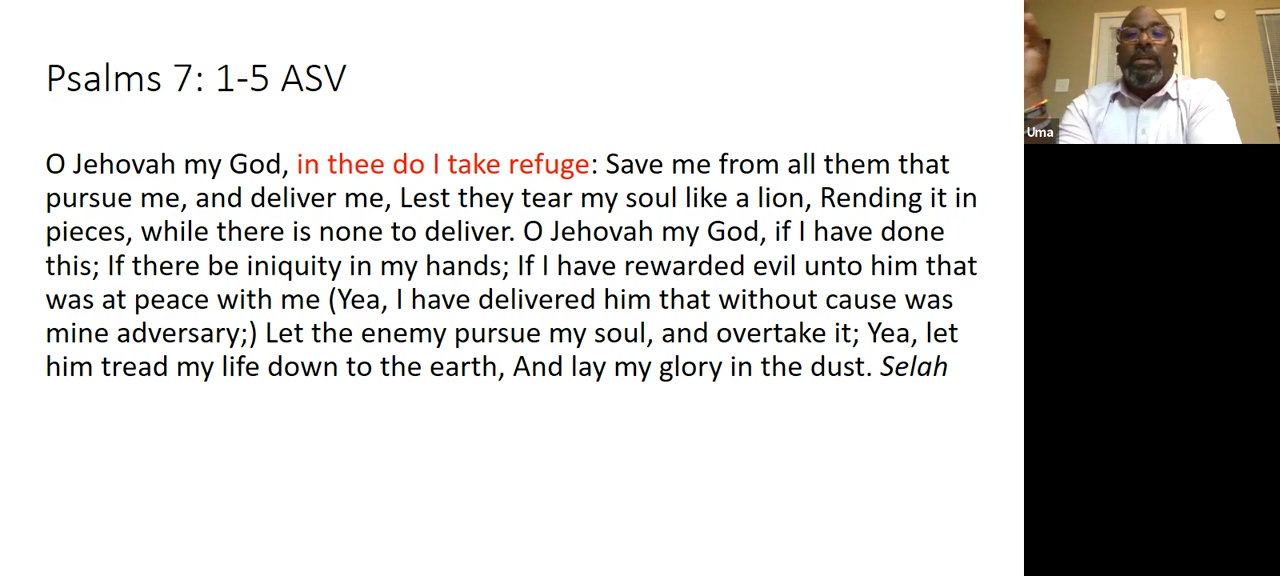 Psalms 7: 1-5 ASV
O Jehovah my God, in thee do I take refuge: Save me from all them that
pursue me, and deliver me, Lest they tear my soul like a lion, Rending it in
pieces, while there is none to deliver. O Jehovah my God, if I have done
this; If there be iniquity in my hands; If I have rewarded evil unto him that
was at peace with me (Yea, I have delivered him that without cause was
mine adversary;) Let the enemy pursue my soul, and overtake it; Yea, let
him tread my life down to the earth, And lay my glory in the dust. Selah
Uma